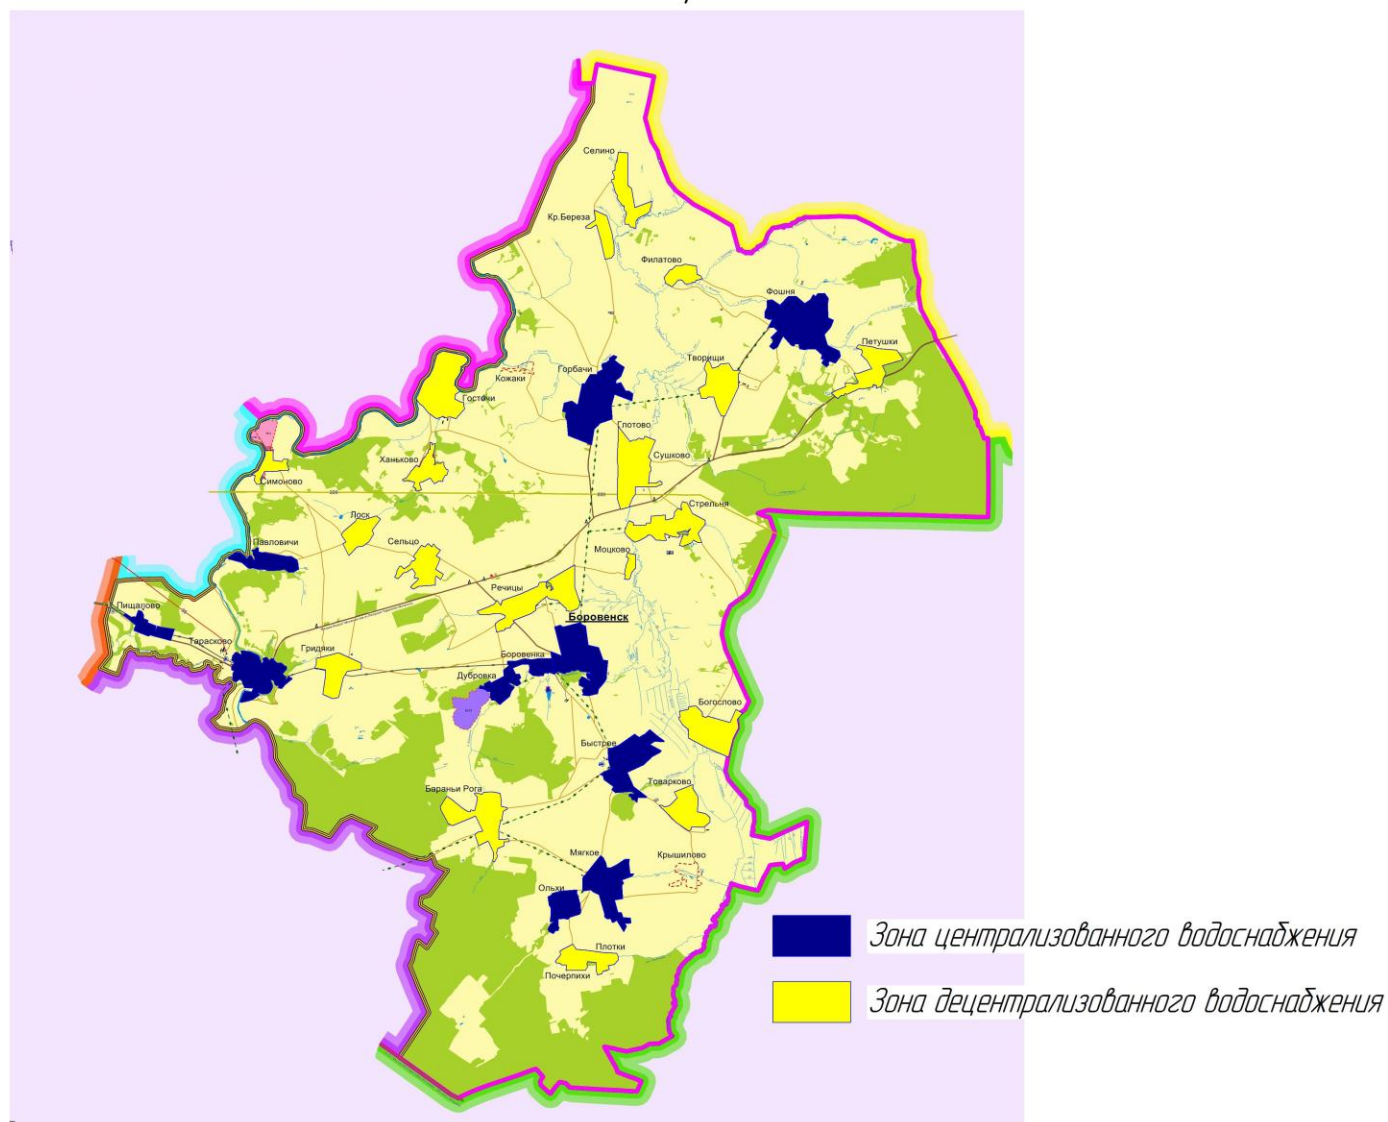 Селино
Кр.Береза
Филатово
Фошня
Петушки
Творищи
Кожаки
Горбачи
Госточи
Глотово
Сушково
Ханьково
Симоново
Стрельня
Лоск
Павловичи
Сельцо
Моцково
Речицы
Пищалово
Боровенск
Тарасково
Гридяки
Боровенка
Дубровка
Богослово
Быстрее
Товарково
Бараньи Рога
Мягкое
Крышилово
Ольхи
Зона централизованного водоснабжения
Плотки
Почерпихи
Зона децентрализованного водоснабжения